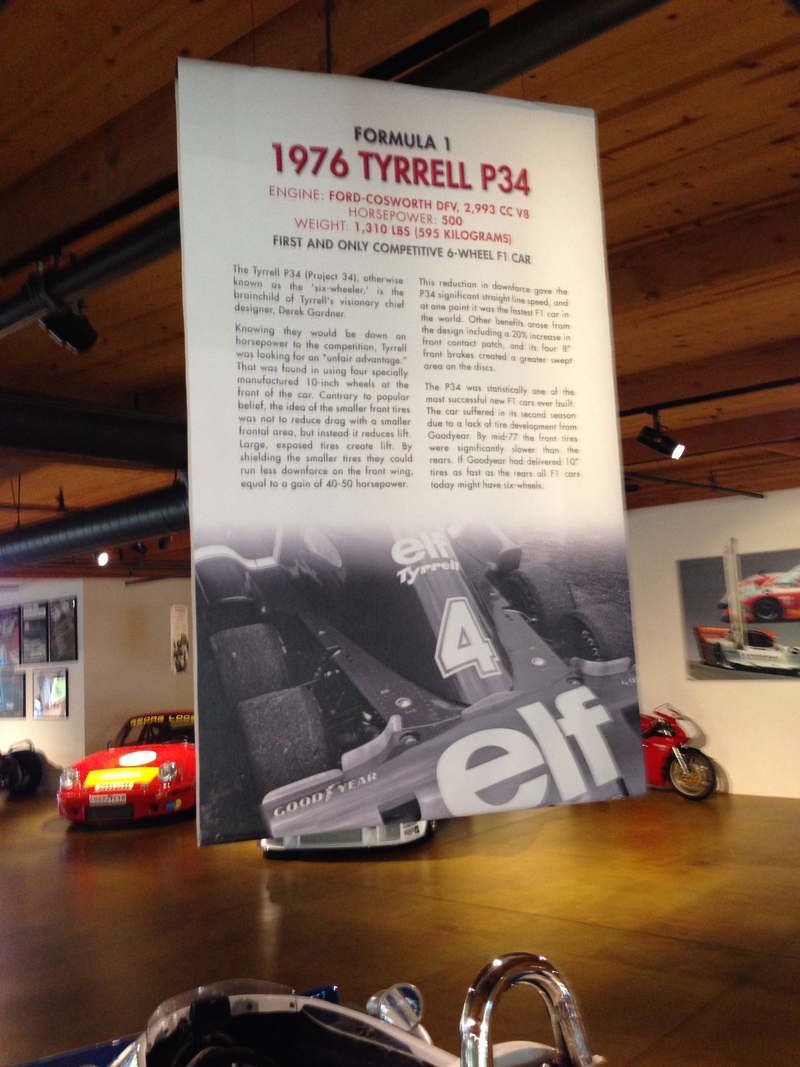 FORMULA 1
1976 TYRRELL P34
ENGINE: FORD-COSWORTH DFV, 2,993 CC V8
HORSEPOWER: 500
WEIGHT: 1,310 LBS (595 KILOGRAMS)
FIRST AND ONLY COMPETITIVE 6-WHEEL F1 CAR
The Tyrrell P34 (Project 34), otherwise
known as the 'six-wheeler,' is the
brainchild of Tyrrell's visionary chief
designer, Derek Gardner.
Knowing they would be down on
horsepower to the competition, Tyrrell
was looking for an "unfair advantage."
That was found in using four specially
manufactured 10-inch wheels at the
front of the car. Contrary to popular
belief, the idea of the smaller front tires
was not to reduce drag with a smaller
frontal area, but instead it reduces lift.
Large, exposed tires create lift. By
shielding the smaller tires they could
run less downforce on the front wing,
equal to a gain of 40-50 horsepower.
This reduction in downforce gave the
P34 significant straight line speed, and
at one point it was the fastest F1 car in
the world. Other benefits arose from
the design including a 20% increase in
front contact patch, and its four 8"
front brakes created a greater swept
area on the discs.
The P34 was statistically one of the
most successful new F1 cars ever built.
The car suffered in its second season
due to a lack of tire development from
Goodyear. By mid-77 the front tires
were significantly slower than the
rears. If Goodyear had delivered 10"
tires as fast as the rears all F1 cars
today might have six-wheels.
elf
Tyrrell
4
elf
GOODYEAR